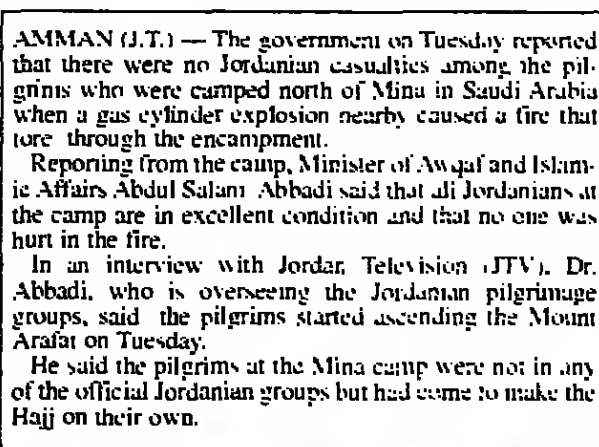 AMMAN (J.T.) — The government on Tuesday reported
that there were no Jordanian casualties among the pil-
grims who were camped north of Mina in Saudi Arabia
when a gas cylinder explosion nearby caused a fire that
tore through the encampment.
Reporting from the camp, Minister of Awqaf and Islam-
ic Affairs Abdul Salam Abbadi said that all Jordanians at
the camp are in excellent condition and that no one was
hurt in the fire.
In an interview with Jordan Television (JTV), Dr.
Abbadi, who is overseeing the Jordanian pilgrimage
groups, said the pilgrims started ascending the Mount
Arafat on Tuesday.
He said the pilgrims at the Mina camp were not in any
of the official Jordanian groups but had come to make the
Hajj on their own.